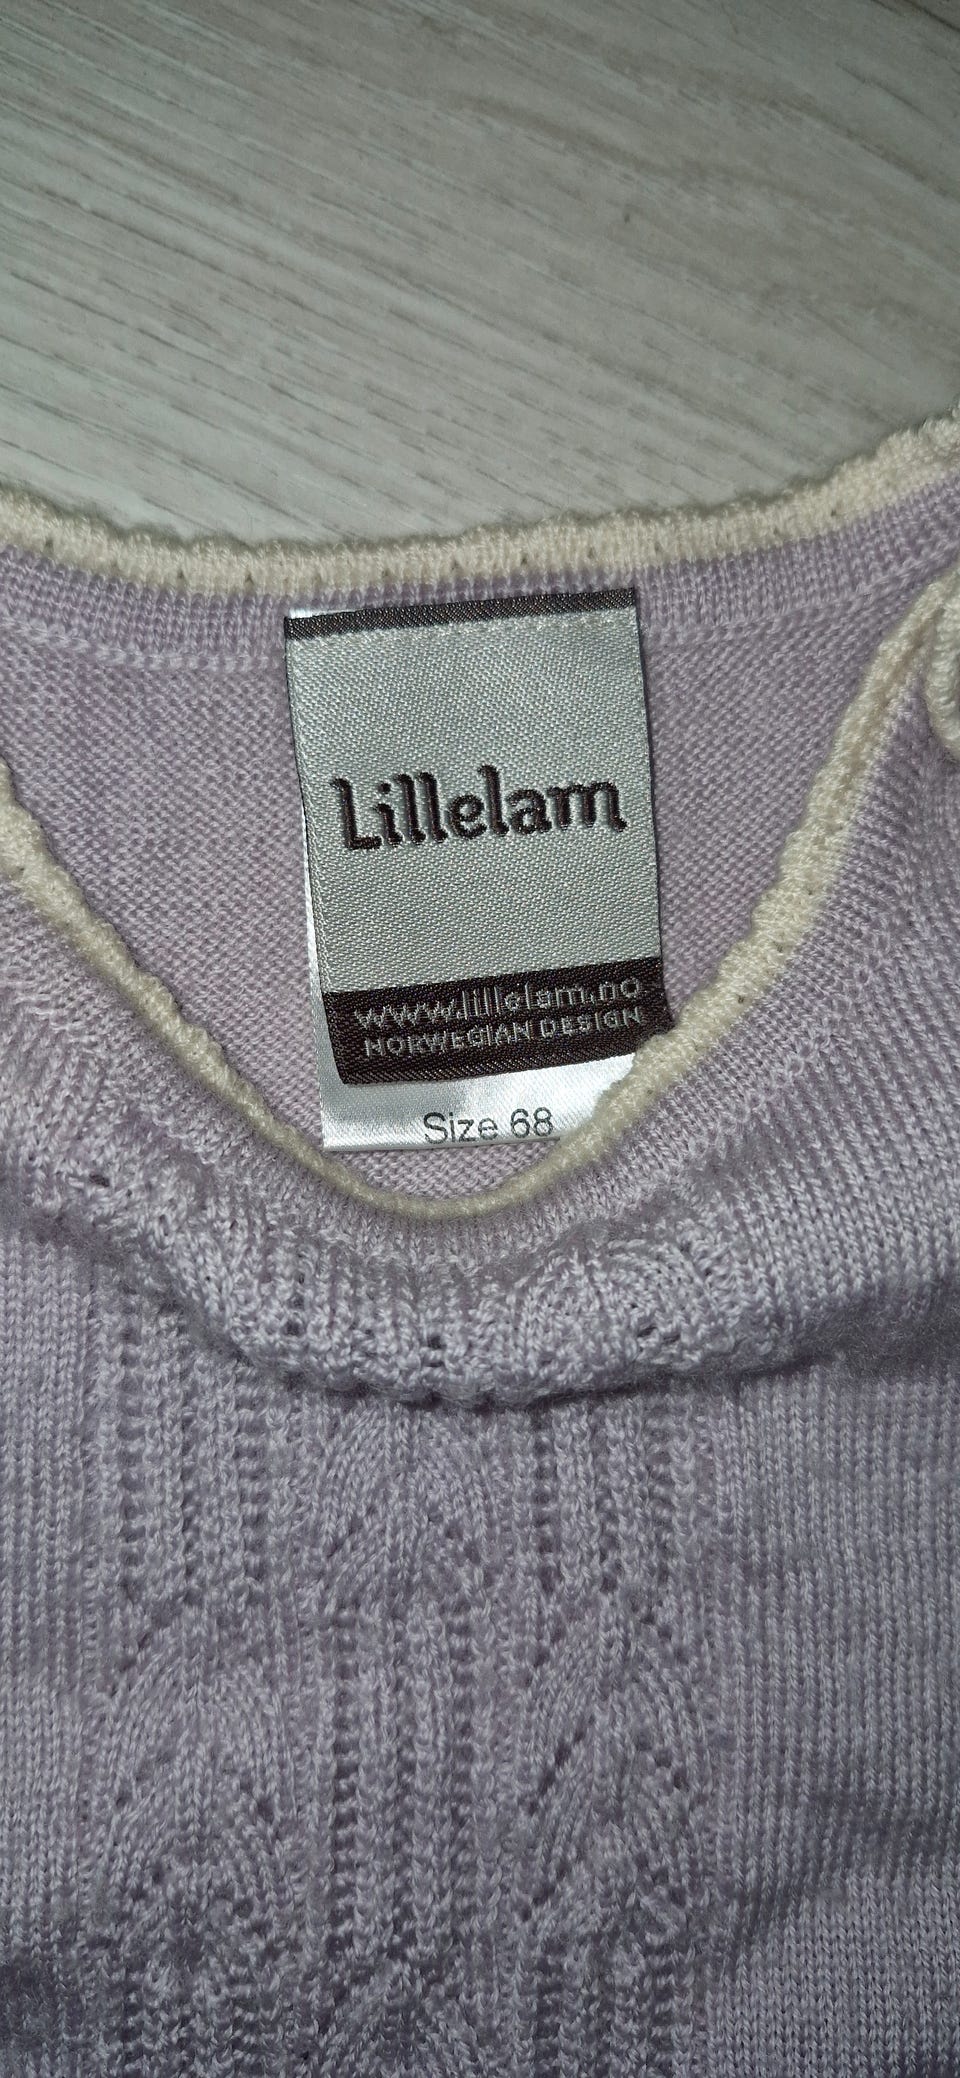 Lillelam
www.lillelam.no
NORWEGIAN DESIGN
Size 68